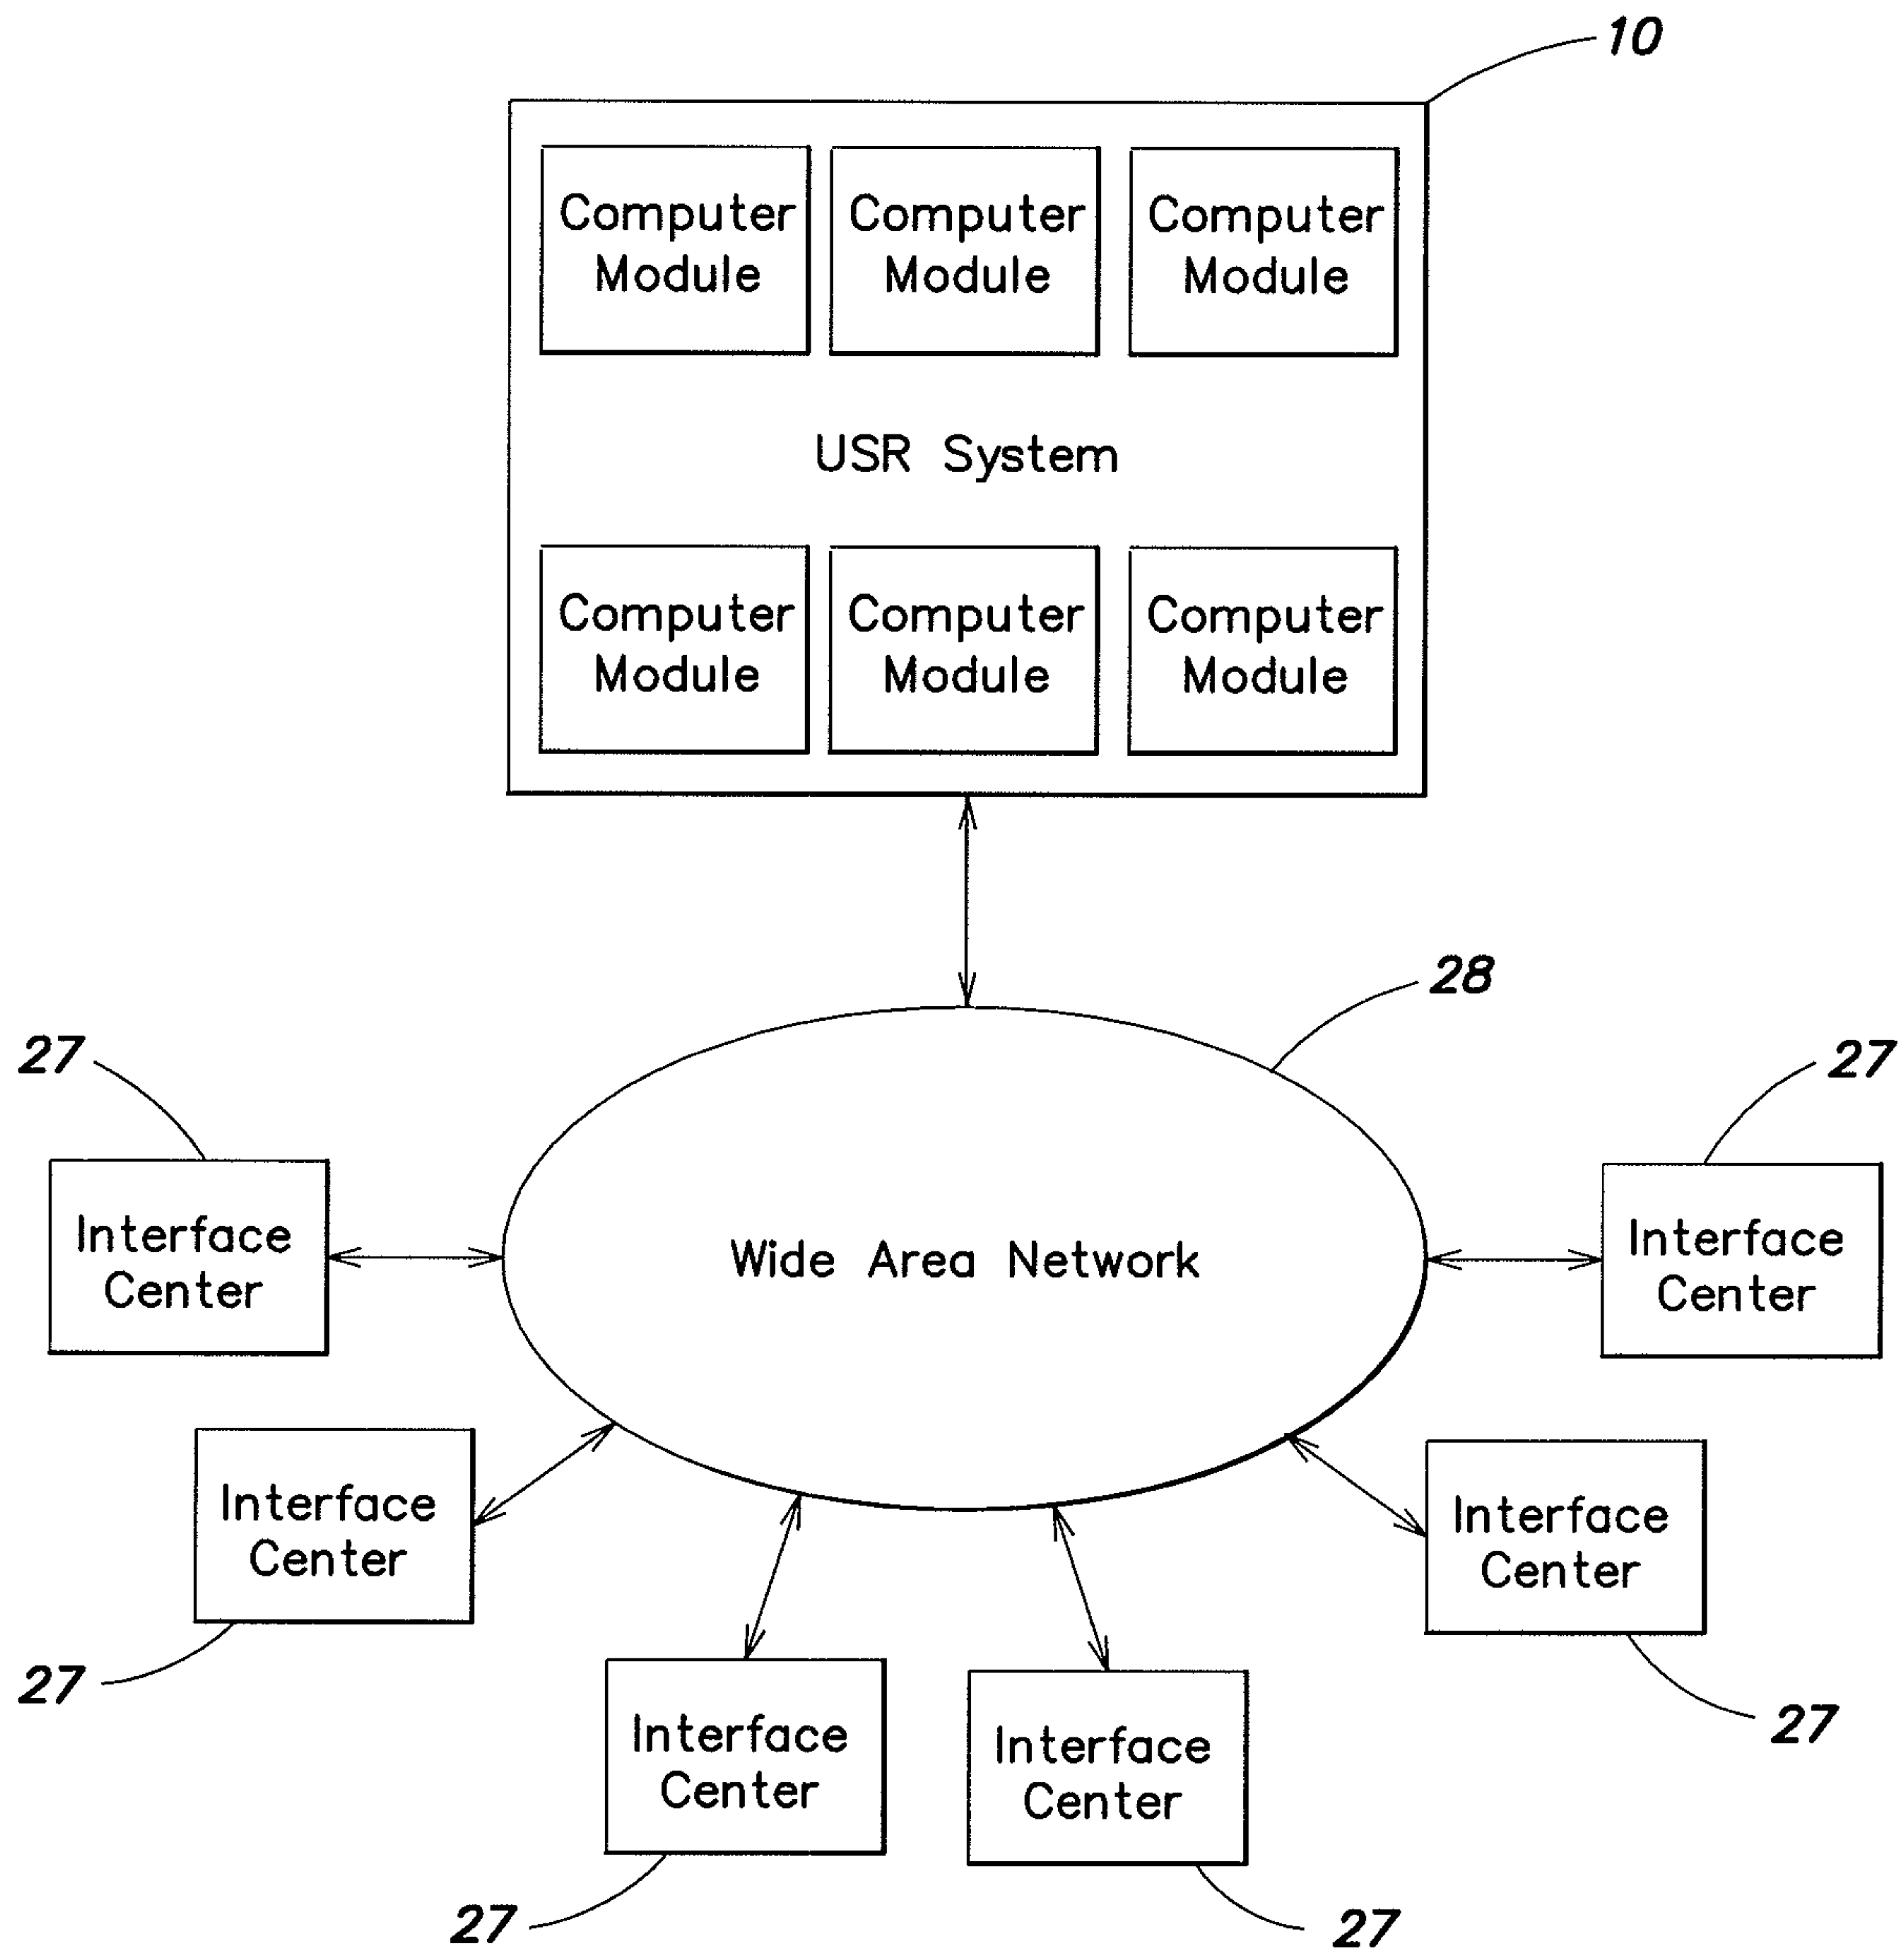 10
Computer
Module
Computer
Module
Computer
Module
USR System
Computer
Module
Computer
Module
Computer
Module
28
27
27
Interface
Center
Wide Area Network
Interface
Center
Interface
Center
Interface
Center
27
27
Interface
Center
Interface
Center
27
27